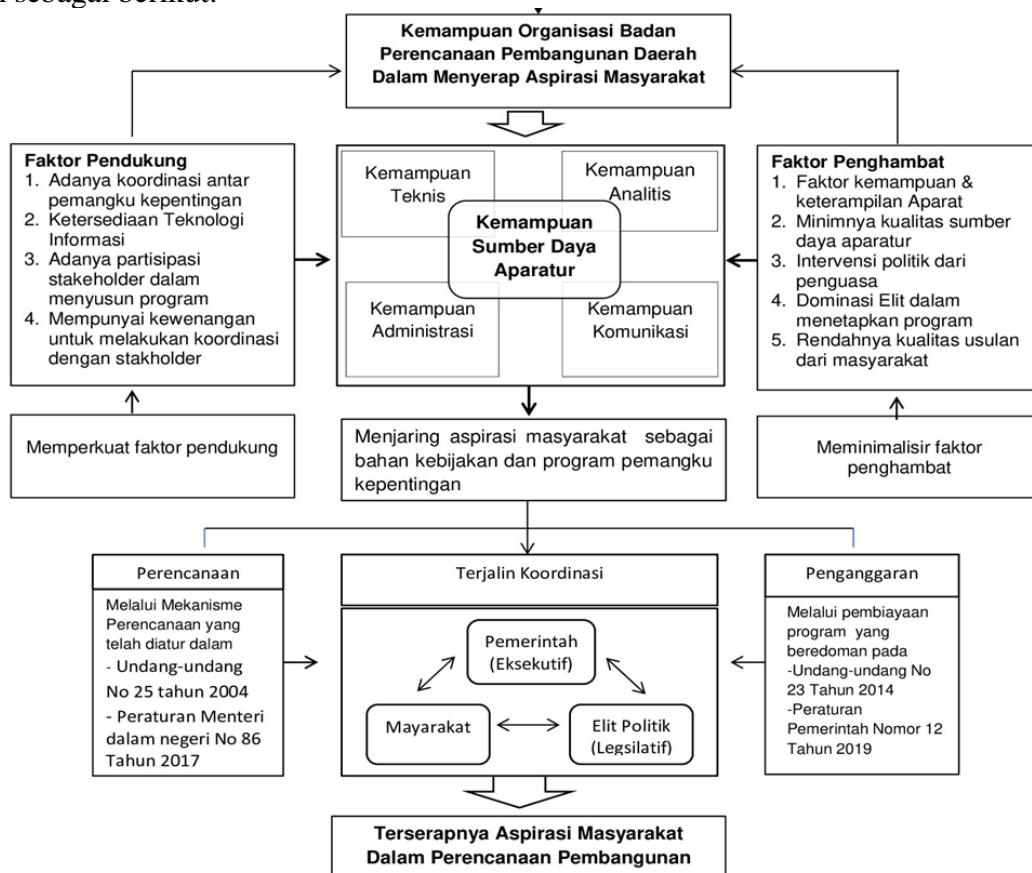 sebagai berikut:
Kemampuan Organisasi Badan
Perencanaan Pembangunan Daerah
Dalam Menyerap Aspirasi Masyarakat
Faktor Pendukung
1. Adanya koordinasi antar
pemangku kepentingan
2. Ketersediaan Teknologi
Informasi
3. Adanya partisipasi
stakeholder dalam
menyusun program
4. Mempunyai kewenangan
untuk melakukan koordinasi
dengan stakholder
Kemampuan
Teknis
Kemampuan
Analitis
Kemampuan
Sumber Daya
Aparatur
Kemampuan
Administrasi
Kemampuan
Komunikasi
Faktor Penghambat
1. Faktor kemampuan &
keterampilan Aparat
2. Minimnya kualitas sumber
daya aparatur
3. Intervensi politik dari
penguasa
4. Dominasi Elit dalam
menetapkan program
5. Rendahnya kualitas usulan
dari masyarakat
Memperkuat faktor pendukung
Menjaring aspirasi masyarakat sebagai
bahan kebijakan dan program pemangku
kepentingan
Meminimalisir faktor
penghambat
Perencanaan
Melalui Mekanisme
Perencanaan yang
telah diatur dalam
- Undang-undang
No 25 tahun 2004
- Peraturan Menteri
dalam negeri No 86
Tahun 2017
Terjalin Koordinasi
Pemerintah
(Eksekutif)
Mayarakat
Elit Politik
(Legsilatif)
Penganggaran
Melalui pembiayaan
program yang
beredoman pada
-Undang-undang No
23 Tahun 2014
-Peraturan
Pemerintah Nomor 12
Tahun 2019
Terserapnya Aspirasi Masyarakat
Dalam Perencanaan Pembangunan